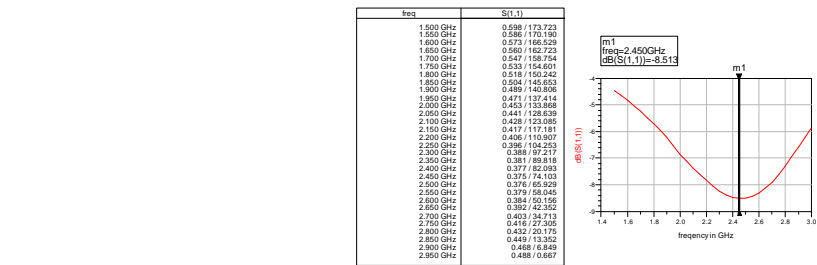 freq S(1,1)
1.500 GHz 0.598 / 173.723
1.550 GHz 0.586 / 170.190
1.600 GHz 0.573 / 166.529
1.650 GHz 0.560 / 162.723
1.700 GHz 0.547 / 158.754
1.750 GHz 0.533 / 154.601
1.800 GHz 0.518 / 150.242
1.850 GHz 0.504 / 145.653
1.900 GHz 0.489 / 140.806
1.950 GHz 0.471 / 137.414
2.000 GHz 0.453 / 133.868
2.050 GHz 0.441 / 128.639
2.100 GHz 0.428 / 123.085
2.150 GHz 0.417 / 117.181
2.200 GHz 0.406 / 110.907
2.250 GHz 0.396 / 104.253
2.300 GHz 0.388 / 97.217
2.350 GHz 0.381 / 89.818
2.400 GHz 0.377 / 82.093
2.450 GHz 0.375 / 74.103
2.500 GHz 0.376 / 65.929
2.550 GHz 0.379 / 58.045
2.600 GHz 0.384 / 50.156
2.650 GHz 0.392 / 42.352
2.700 GHz 0.403 / 34.713
2.750 GHz 0.416 / 27.305
2.800 GHz 0.432 / 20.175
2.850 GHz 0.449 / 13.352
2.900 GHz 0.468 / 6.849
2.950 GHz 0.488 / 0.667
m1
freq=2.450GHz
dB(S(1,1))=-8.513
m1
-4
-5
-6
-7
-8
-9
dB(S(1,1))
1.4 1.6 1.8 2.0 2.2 2.4 2.6 2.8 3.0
freqency in GHz